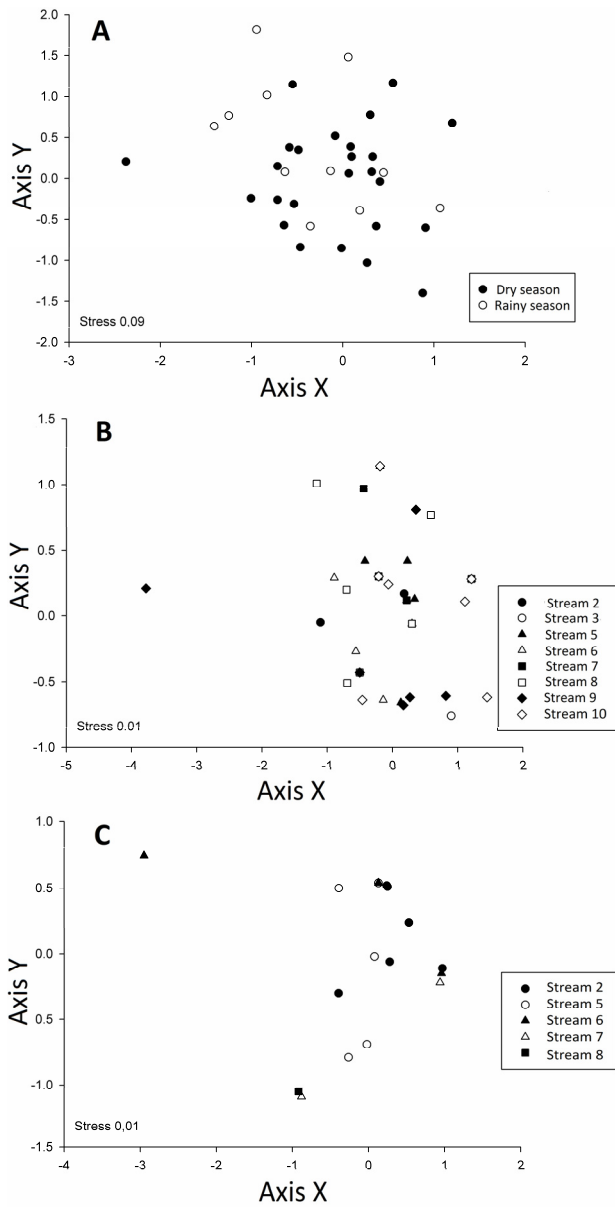 A
2.0
1.5
1.0
0.5
0.0
-0.5
-1.0
-1.5
-2.0
Axis Y
Dry season
Rainy season
Stress 0,09
-3 -2 -1 0 1 2
Axis X
B
1.5
1.0
0.5
0.0
-0.5
-1.0
Axis Y
Stream 2
Stream 3
Stream 5
Stream 6
Stream 7
Stream 8
Stream 9
Stream 10
Stress 0.01
-5 -4 -3 -2 -1 0 1 2
Axis X
C
1.0
0.5
0.0
0.5
-1.0
-1.5
Axis Y
Stream 2
Stream 5
Stream 6
Stream 7
Stream 8
Stress 0,01
-4 -3 -2 -1 0 1 2
Axis X